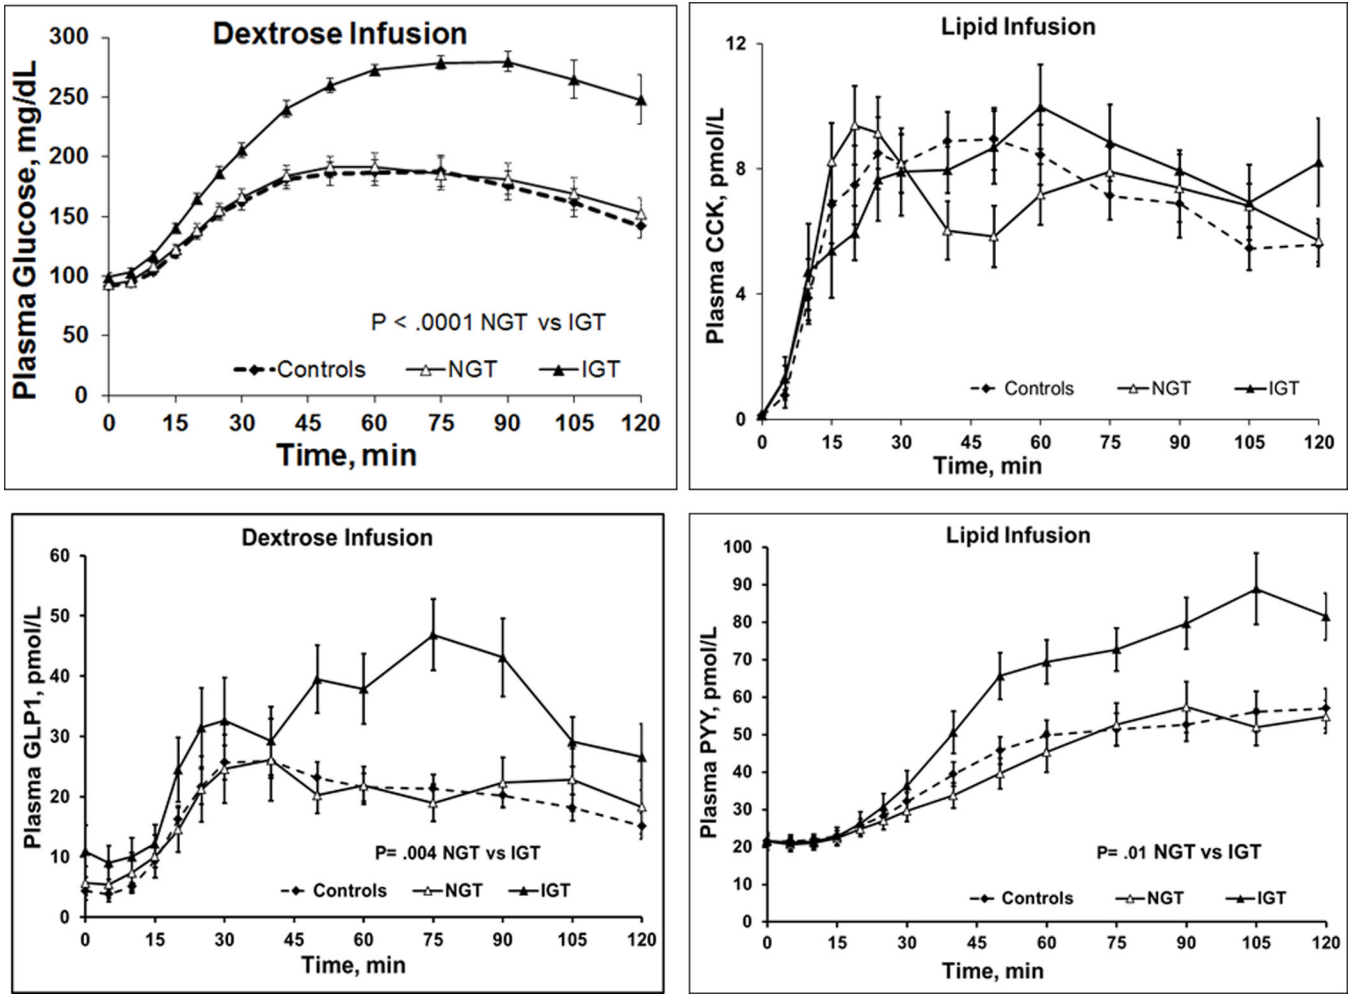 Dextrose Infusion
Plasma Glucose, mg/dL
300
250
200
150
100
50
0
P < .0001 NGT vs IGT
Controls NGT IGT
0 15 30 45 60 75 90 105 120
Time, min
Lipid Infusion
Plasma CCK, pmol/L
12
8
4
0
Controls NGT IGT
0 15 30 45 60 75 90 105 120
Time, min
Dextrose Infusion
Plasma GLP1, pmol/L
60
50
40
30
20
10
0
P= .004 NGT vs IGT
Controls NGT IGT
0 15 30 45 60 75 90 105 120
Time, min
Lipid Infusion
Plasma PYY, pmol/L
100
90
80
70
60
50
40
30
20
10
0
P= .01 NGT vs IGT
Controls NGT IGT
0 15 30 45 60 75 90 105 120
Time, min